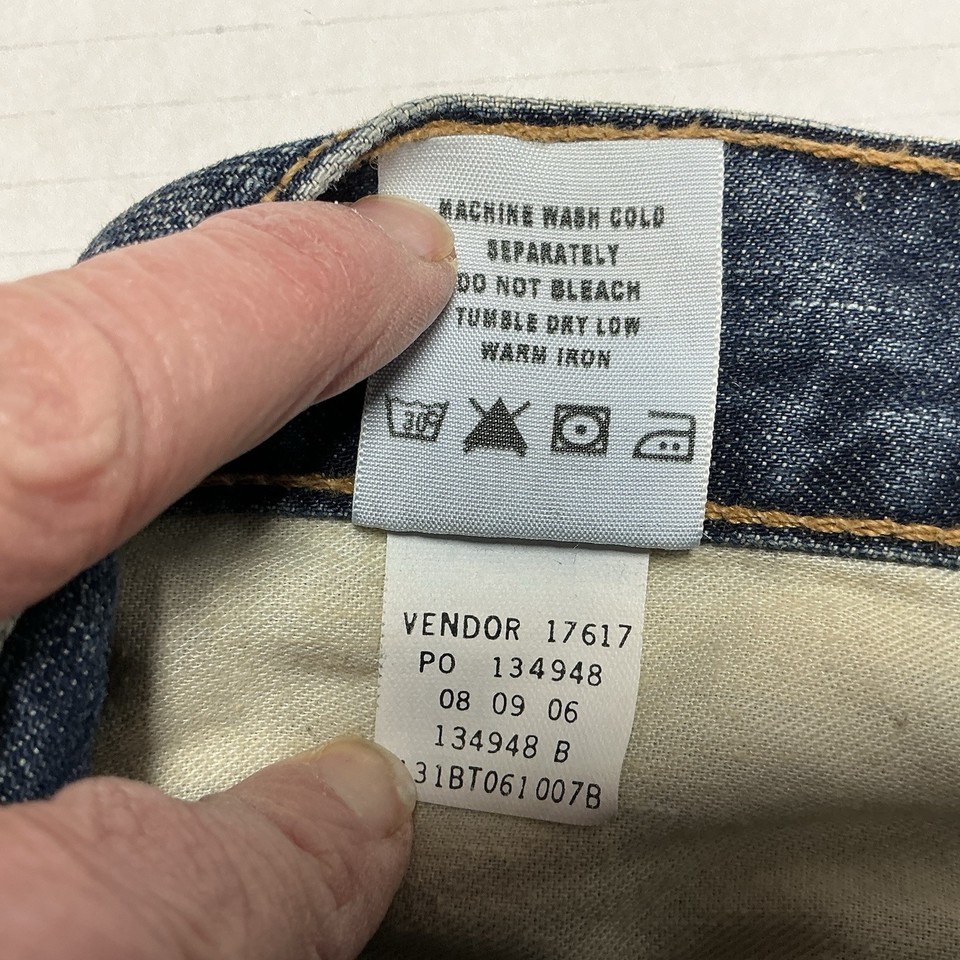 MACHINE WASH COLD
SEPARATELY
DO NOT BLEACH
TUMBLE DRY LOW
WARM IRON
30°
VENDOR 17617
PO 134948
08 09 06
134948 B